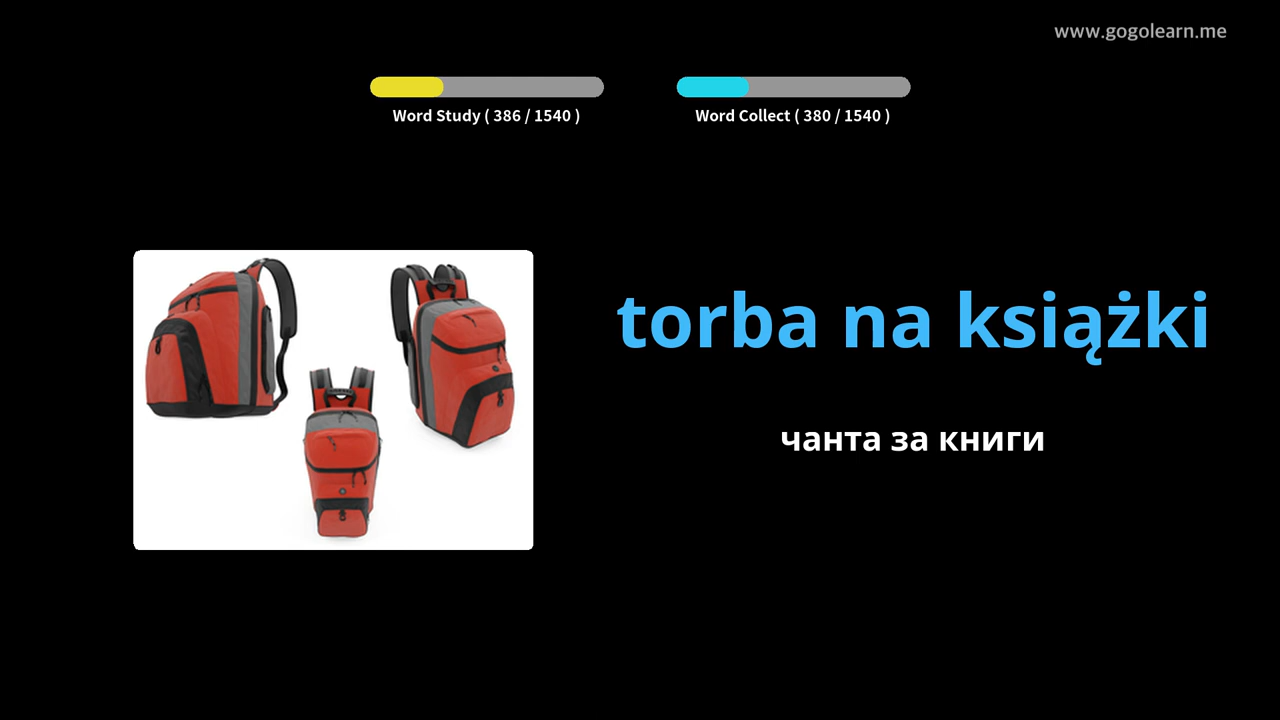 www.gogolearn.me
Word Study ( 386 / 1540 )
Word Collect ( 380 / 1540 )
torba na książki
чанта за книги